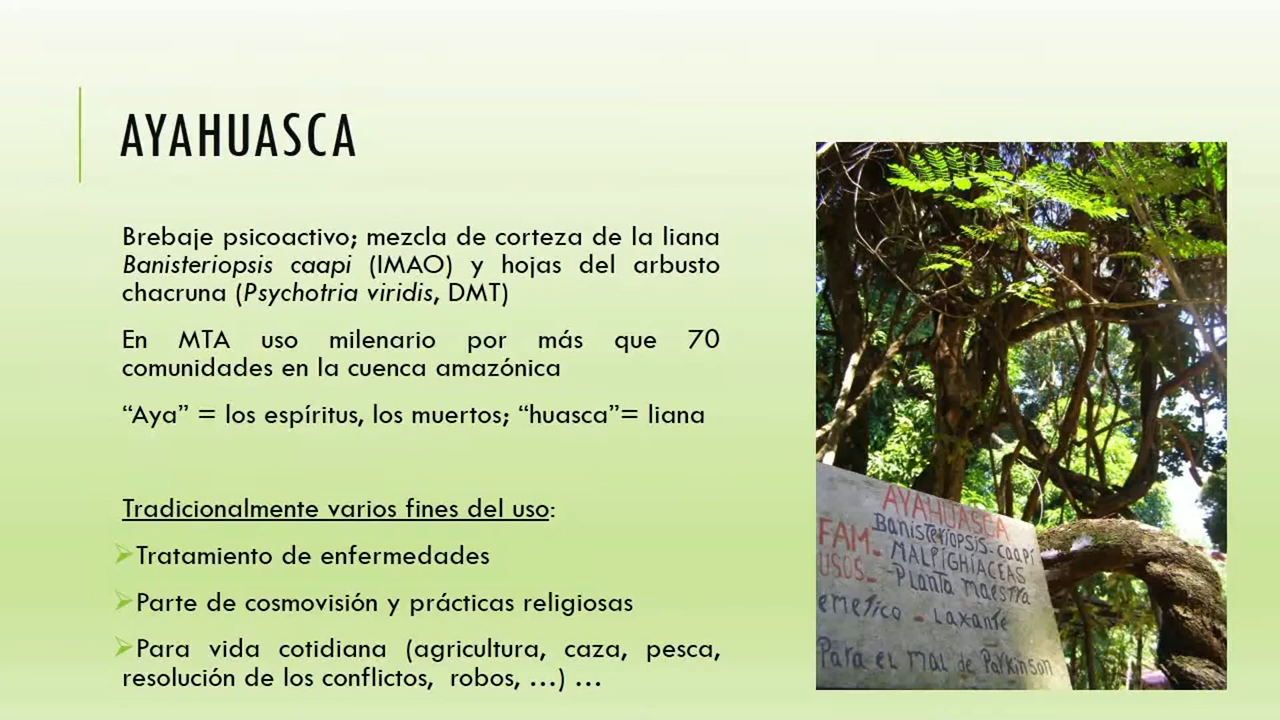 AYAHUASCA
Brebaje psicoactivo; mezcla de corteza de la liana
Banisteriopsis caapi (IMAO) y hojas del arbusto
chacruna (Psychotria viridis, DMT)
En MTA uso milenario por más que 70
comunidades en la cuenca amazónica
“Aya” = los espíritus, los muertos; “huasca”= liana
Tradicionalmente varios fines del uso:
Tratamiento de enfermedades
Parte de cosmovisión y prácticas religiosas
Para vida cotidiana (agricultura, caza, pesca,
resolución de los conflictos, robos, ...) ...
AYAHUASCA
Banisteriopsis-caapi
FAM- MALPIGHIACEAS
USOS- -Planta maestra
emetico - Laxante
Para el mal de Parkinson